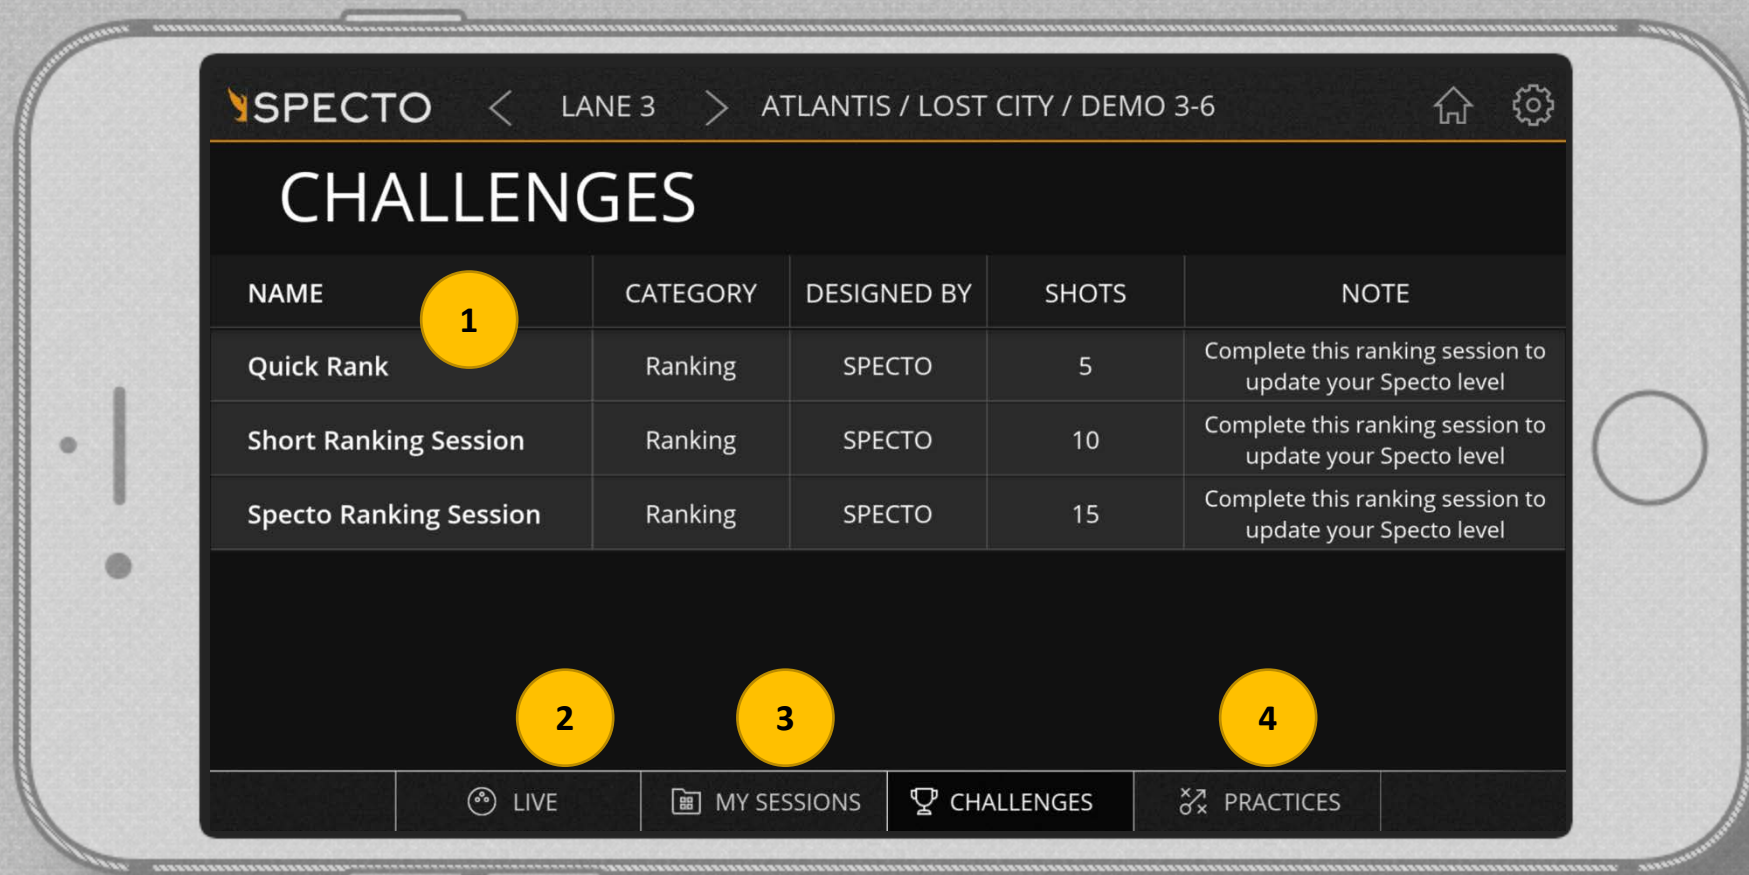 SPECTO < LANE 3 > ATLANTIS / LOST CITY / DEMO 3-6
CHALLENGES
NAME CATEGORY DESIGNED BY SHOTS NOTE
1
Quick Rank Ranking SPECTO 5 Complete this ranking session to
update your Specto level
Short Ranking Session Ranking SPECTO 10 Complete this ranking session to
update your Specto level
Specto Ranking Session Ranking SPECTO 15 Complete this ranking session to
update your Specto level
2 3 4
LIVE MY SESSIONS CHALLENGES PRACTICES